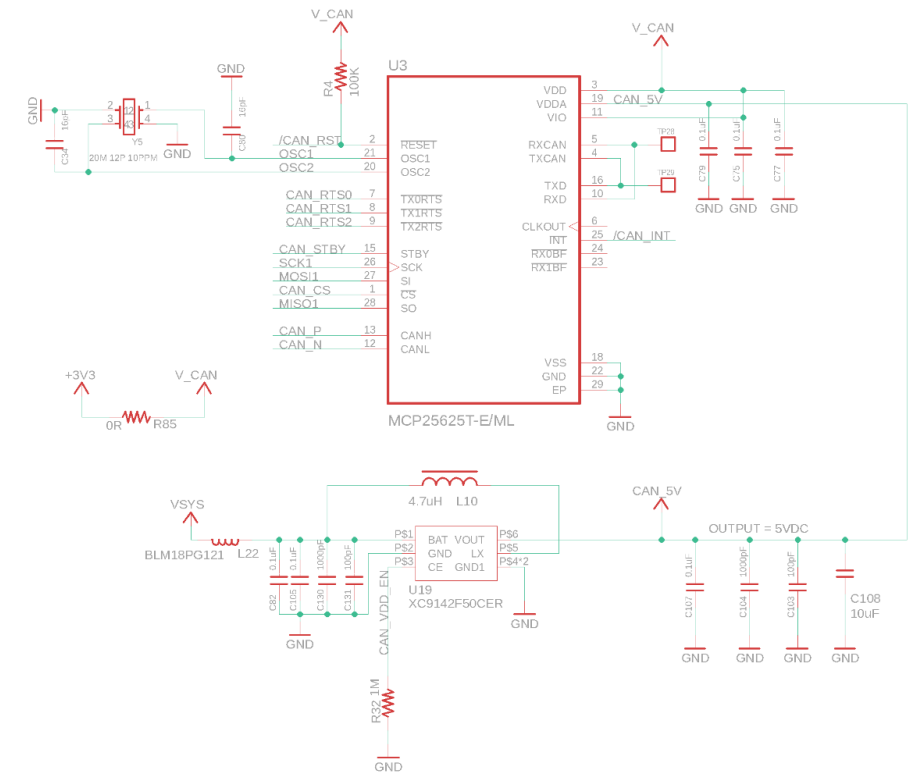 V_CAN
R4
100K
GND
16pF
C80
GND
2
1
3
4
Y5
16pF
C34
20M 12P 10PPM
GND
U3
/CAN_RST
2
RESET
OSC1
21
OSC1
OSC2
20
OSC2
CAN_RTS0
7
TX0RTS
CAN_RTS1
8
TX1RTS
CAN_RTS2
9
TX2RTS
CAN_STBY
15
STBY
SCK1
26
SCK
MOSI1
27
SI
CAN_CS
1
CS
MISO1
28
SO
CAN_P
13
CANH
CAN_N
12
CANL
V_CAN
VDD
3
VDDA
19
CAN_5V
VIO
11
RXCAN
5
TP28
TXCAN
4
TXD
16
TP29
RXD
10
CLKOUT
6
INT
25
/CAN_INT
RX0BF
24
RX1BF
23
VSS
18
GND
22
EP
29
GND
MCP25625T-E/ML
0.1uF
C79
GND
0.1uF
C75
GND
0.1uF
C77
GND
+3V3
V_CAN
0R
R85
4.7uH
L10
VSYS
BLM18PG121
L22
P$1
BAT
VOUT
P$6
P$2
GND
LX
P$5
P$3
CE
GND1
P$4*2
U19
XC9142F50CER
GND
0.1uF
C82
0.1uF
C105
1000pF
C130
100pF
C131
GND
CAN_VDD_EN
R32
1M
GND
CAN_5V
OUTPUT = 5VDC
0.1uF
C107
GND
1000pF
C104
GND
100pF
C103
GND
C108
10uF
GND